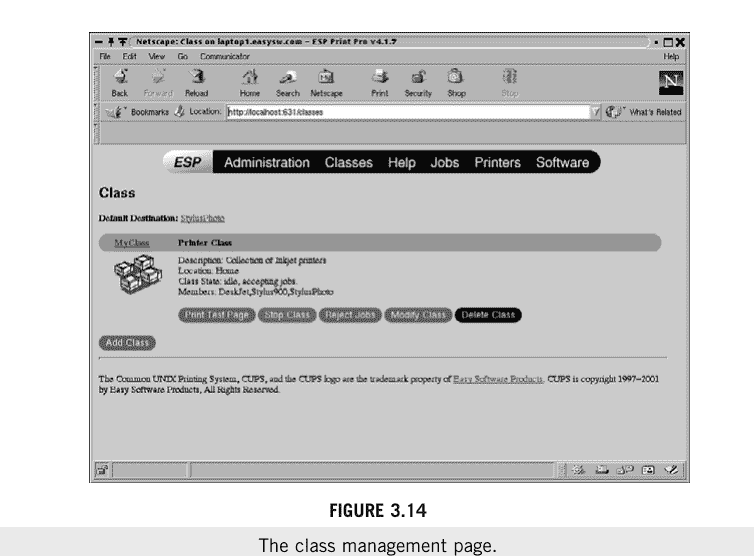 Netscape: Class on laptop1.easysw.com - ESP Print Pro v4.1.7
File Edit View Go Communicator Help
Back Forward Reload Home Search Netscape Print Security Shop Stop
N
Bookmarks Location: http://localhost:631/classes What's Related
ESP Administration Classes Help Jobs Printers Software
Class
Default Destination: StylusPhoto
MyClass Printer Class
Description: Collection of Inkjet printers
Location: Home
Class State: idle, accepting jobs.
Members: DeskJet,Stylus900,StylusPhoto
Print Test Page Stop Class Reject Jobs Modify Class Delete Class
Add Class
The Common UNIX Printing System, CUPS, and the CUPS logo are the trademark property of Easy Software Products. CUPS is copyright 1997-2001
by Easy Software Products, All Rights Reserved.
FIGURE 3.14
The class management page.